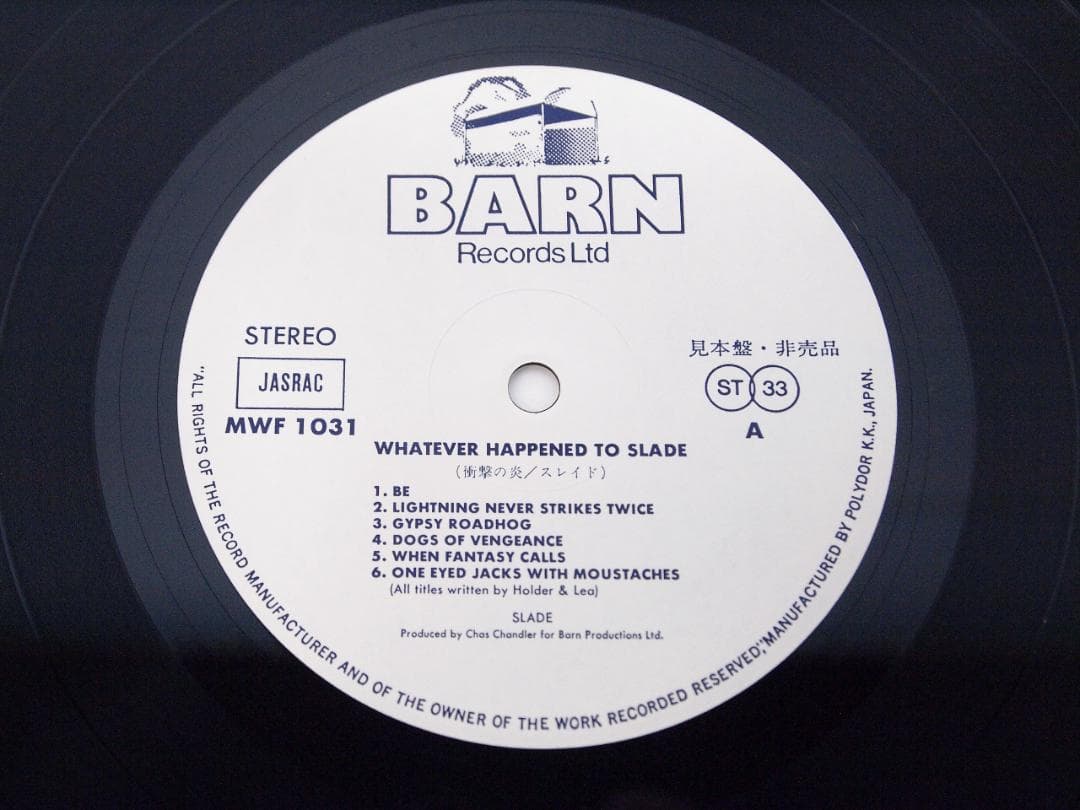 BARN
Records Ltd
STEREO
JASRAC
MWF 1031
見本盤・非売品
ST 33
A
WHATEVER HAPPENED TO SLADE
(衝撃の炎/スレイド)
1. BE
2. LIGHTNING NEVER STRIKES TWICE
3. GYPSY ROADHOG
4. DOGS OF VENGEANCE
5. WHEN FANTASY CALLS
6. ONE EYED JACKS WITH MOUSTACHES
(All titles written by Holder & Lea)
SLADE
Produced by Chas Chandler for Barn Productions Ltd.
"ALL RIGHTS OF THE RECORD MANUFACTURER AND OF THE OWNER OF THE WORK RECORDED RESERVED," MANUFACTURED BY POLYDOR K.K., JAPAN.